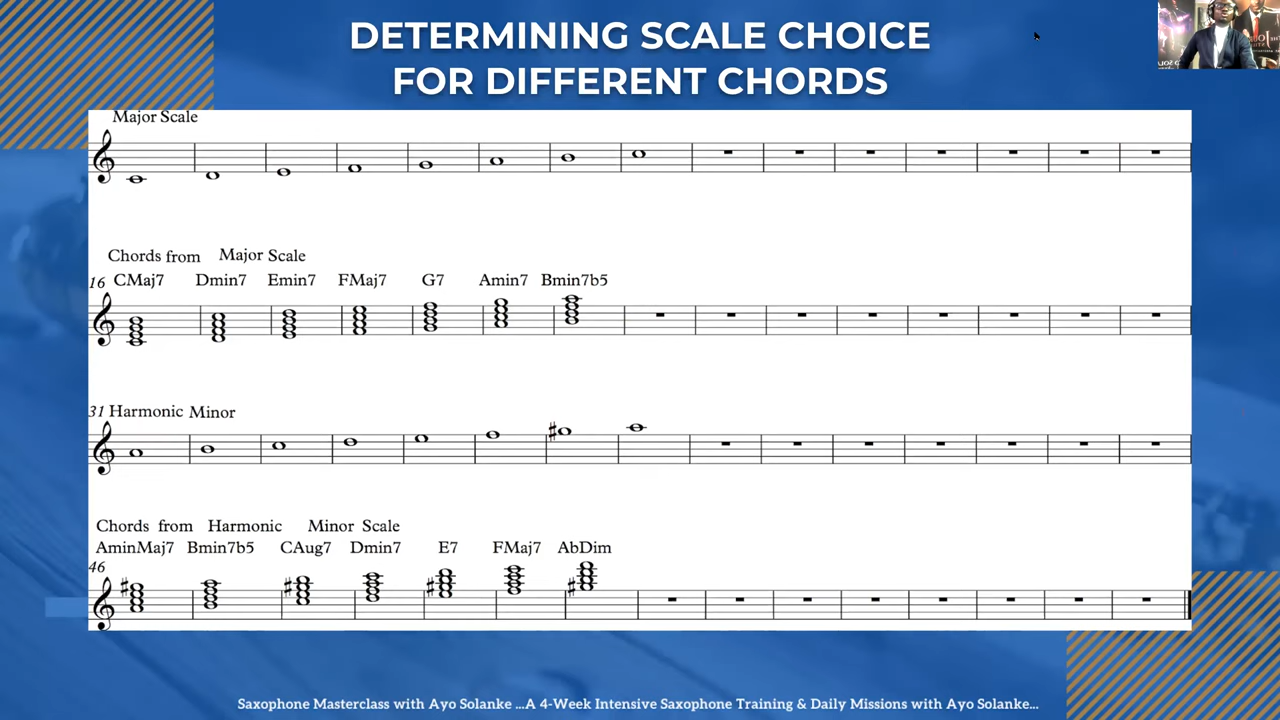 DETERMINING SCALE CHOICE
FOR DIFFERENT CHORDS
Major Scale
Chords from Major Scale
16 CMaj7 Dmin7 Emin7 FMaj7 G7 Amin7 Bmin7b5
31 Harmonic Minor
Chords from Harmonic Minor Scale
AminMaj7 Bmin7b5 CAug7 Dmin7 E7 FMaj7 AbDim
46
Saxophone Masterclass with Ayo Solanke ...A 4-Week Intensive Saxophone Training & Daily Missions with Ayo Solanke...